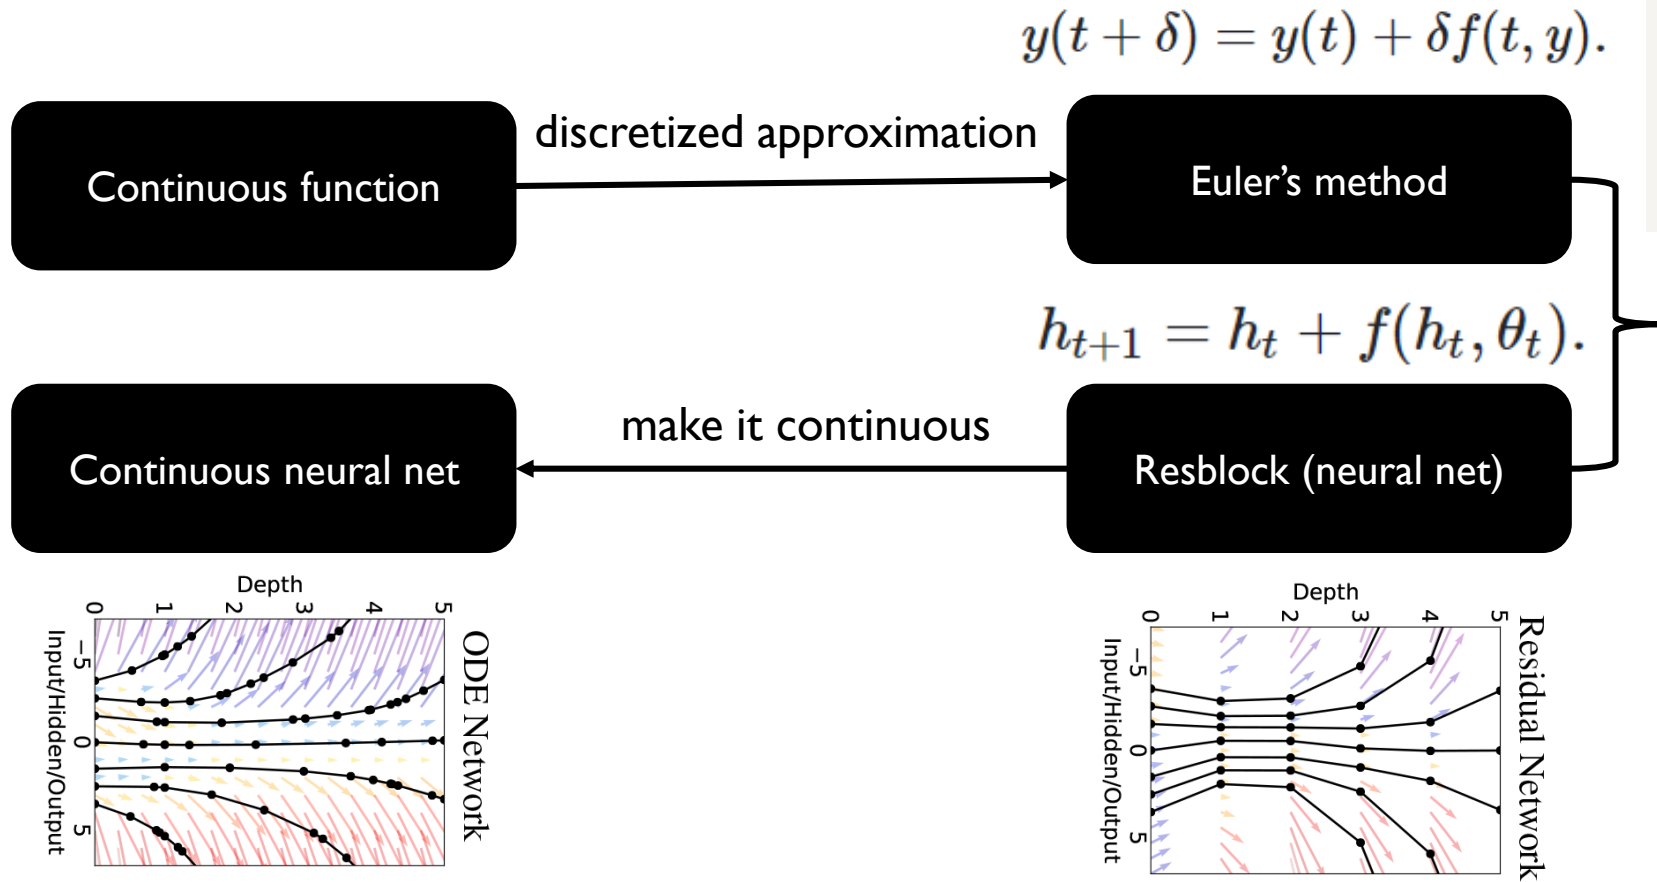 y(t + δ) = y(t) + δf(t, y).
Continuous function
discretized approximation
Euler’s method
h_{t+1} = h_t + f(h_t, θ_t).
Continuous neural net
make it continuous
Resblock (neural net)
Depth
0 1 2 3 4 5
−5
0
5
Input/Hidden/Output
ODE Network
Depth
0 1 2 3 4 5
−5
0
5
Input/Hidden/Output
Residual Network